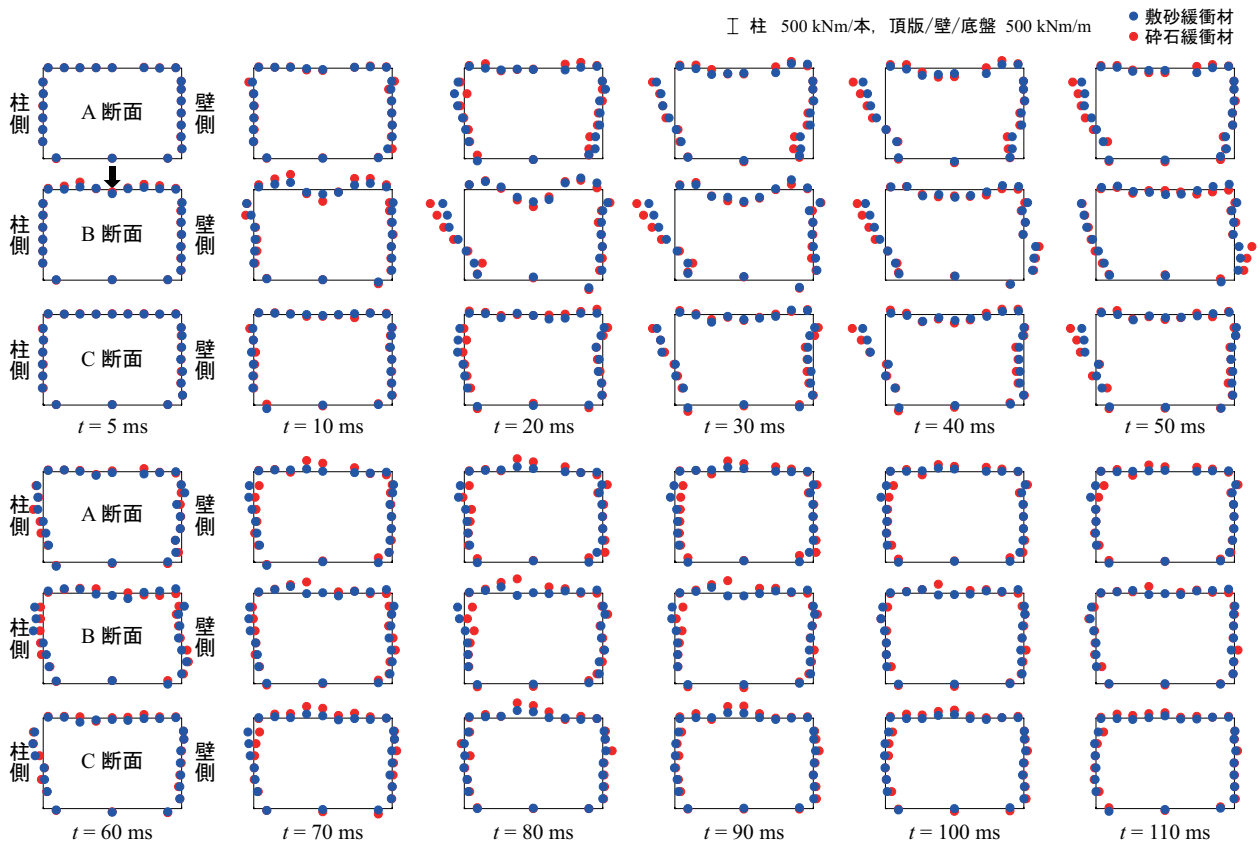 柱 500 kNm/本, 頂版/壁/底盤 500 kNm/m
敷砂緩衝材
砕石緩衝材
柱側 A 断面 壁側
柱側 B 断面 壁側
柱側 C 断面 壁側
t = 5 ms t = 10 ms t = 20 ms t = 30 ms t = 40 ms t = 50 ms
柱側 A 断面 壁側
柱側 B 断面 壁側
柱側 C 断面 壁側
t = 60 ms t = 70 ms t = 80 ms t = 90 ms t = 100 ms t = 110 ms